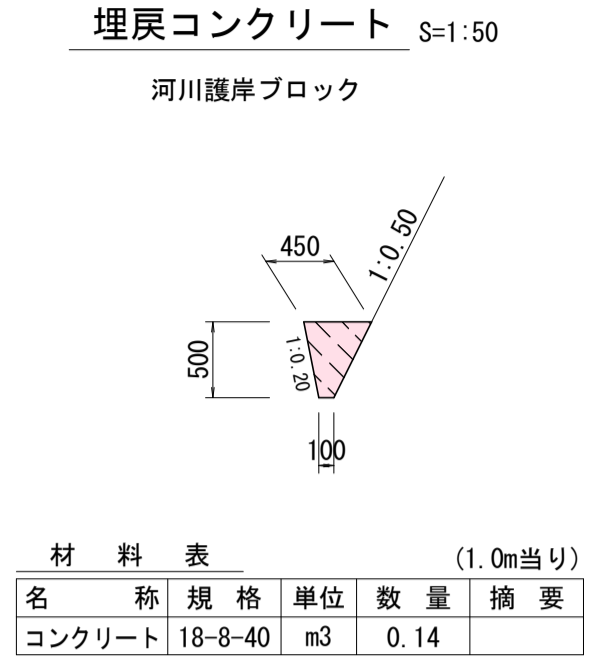 埋戻コンクリート S=1:50
河川護岸ブロック
450
1:0.50
500
1:0.20
100
材 料 表 (1.0m当り)
名 称 規 格 単位 数 量 摘 要
コンクリート 18-8-40 m3 0.14